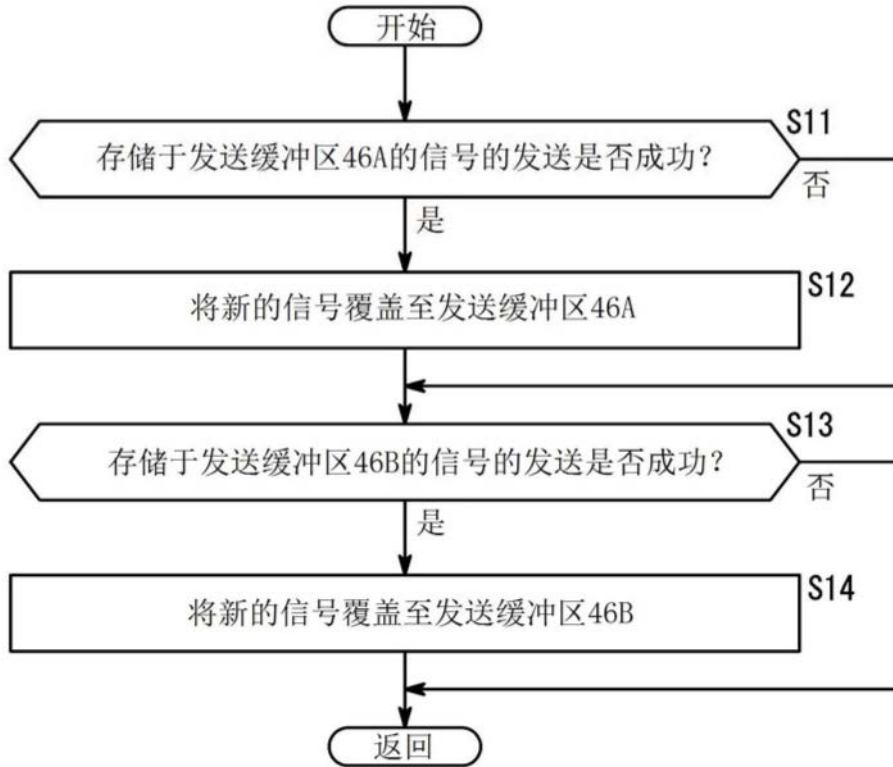 开始
S11
存储于发送缓冲区46A的信号的发送是否成功？
否
是
S12
将新的信号覆盖至发送缓冲区46A
S13
存储于发送缓冲区46B的信号的发送是否成功？
否
是
S14
将新的信号覆盖至发送缓冲区46B
返回